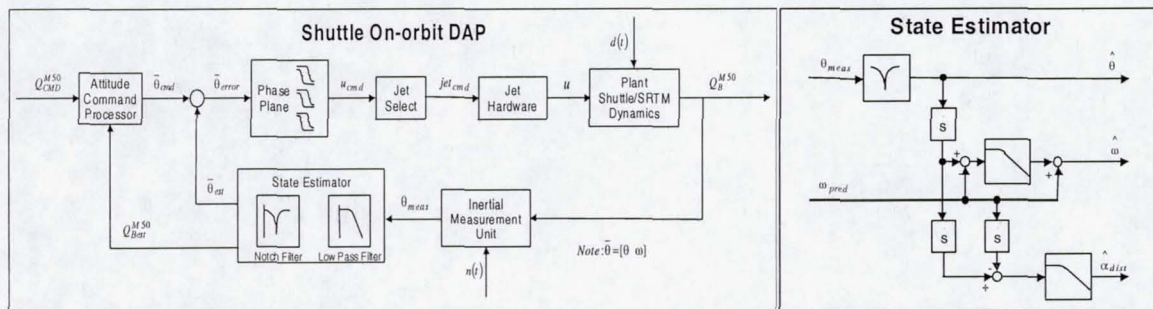 Shuttle On-orbit DAP
Q_CMD^M50
Attitude
Command
Processor
θ̄_cmd
θ̄_error
Phase
Plane
u_cmd
Jet
Select
jet_cmd
Jet
Hardware
u
d(t)
Plant
Shuttle/SRTM
Dynamics
Q_B^M50
θ̄_est
Q_Best^M50
State Estimator
Notch Filter
Low Pass Filter
θ_meas
Inertial
Measurement
Unit
n(t)
Note: θ̄=[θ ω]
State Estimator
θ_meas
θ̂
s
+
-
+
+
ω̂
ω_pred
s
s
-
+
α̂_dist